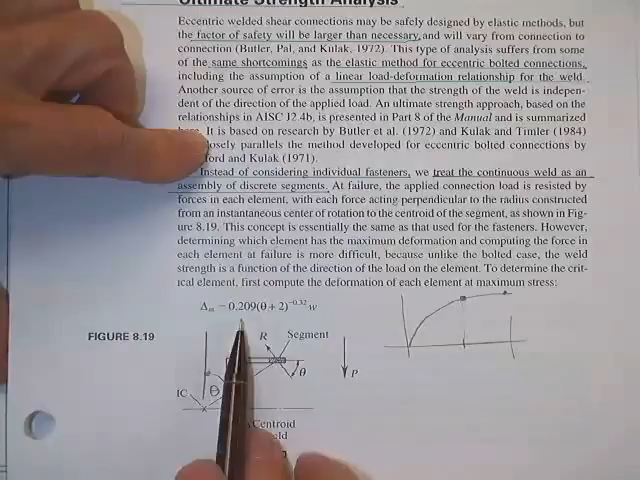 Ultimate Strength Analysis
Eccentric welded shear connections may be safely designed by elastic methods, but
the factor of safety will be larger than necessary and will vary from connection to
connection (Butler, Pal, and Kulak, 1972). This type of analysis suffers from some
of the same shortcomings as the elastic method for eccentric bolted connections,
including the assumption of a linear load-deformation relationship for the weld.
Another source of error is the assumption that the strength of the weld is indepen-
dent of the direction of the applied load. An ultimate strength approach, based on the
relationships in AISC J2.4b, is presented in Part 8 of the Manual and is summarized
here. It is based on research by Butler et al. (1972) and Kulak and Timler (1984)
losely parallels the method developed for eccentric bolted connections by
ford and Kulak (1971).
Instead of considering individual fasteners, we treat the continuous weld as an
assembly of discrete segments. At failure, the applied connection load is resisted by
forces in each element, with each force acting perpendicular to the radius constructed
from an instantaneous center of rotation to the centroid of the segment, as shown in Fig-
ure 8.19. This concept is essentially the same as that used for the fasteners. However,
determining which element has the maximum deformation and computing the force in
each element at failure is more difficult, because unlike the bolted case, the weld
strength is a function of the direction of the load on the element. To determine the crit-
ical element, first compute the deformation of each element at maximum stress:
Δm = 0.209(θ + 2)^−0.32 w
FIGURE 8.19
R
Segment
θ
P
IC
θ
Centroid
ld